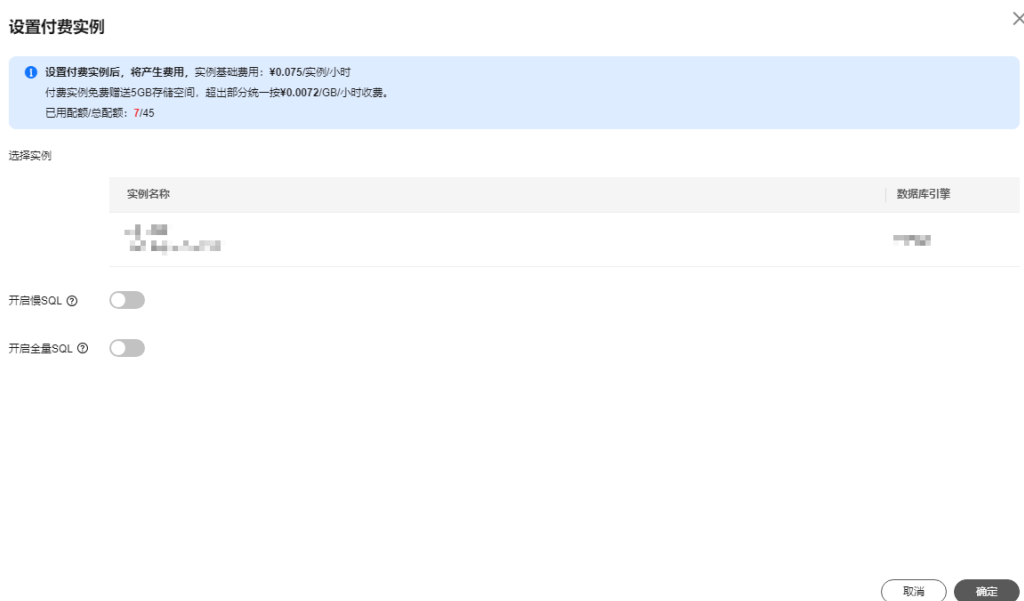 设置付费实例
设置付费实例后，将产生费用，实例基础费用：¥0.075/实例/小时
付费实例免费赠送5GB存储空间，超出部分统一按¥0.0072/GB/小时收费。
已用配额/总配额：7/45
选择实例
实例名称 数据库引擎
开启慢SQL
开启全量SQL
取消 确定